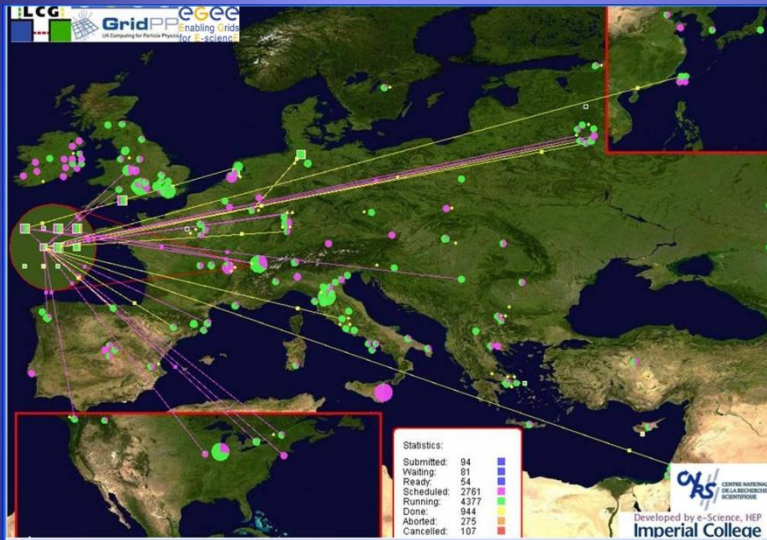 LCG
GridPP
UK Computing for Particle Physics
eGee
Enabling Grids
for E-sciencE
Statistics:
Submitted: 94
Waiting: 81
Ready: 54
Scheduled: 2761
Running: 4377
Done: 944
Aborted: 275
Cancelled: 107
CNRS
CENTRE NATIONAL
DE LA RECHERCHE
SCIENTIFIQUE
Developed by e-Science, HEP
Imperial College